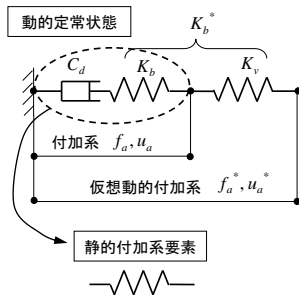 動的定常状態
K_b^*
C_d
K_b
K_v
付加系 f_a, u_a
仮想動的付加系 f_a^*, u_a^*
静的付加系要素